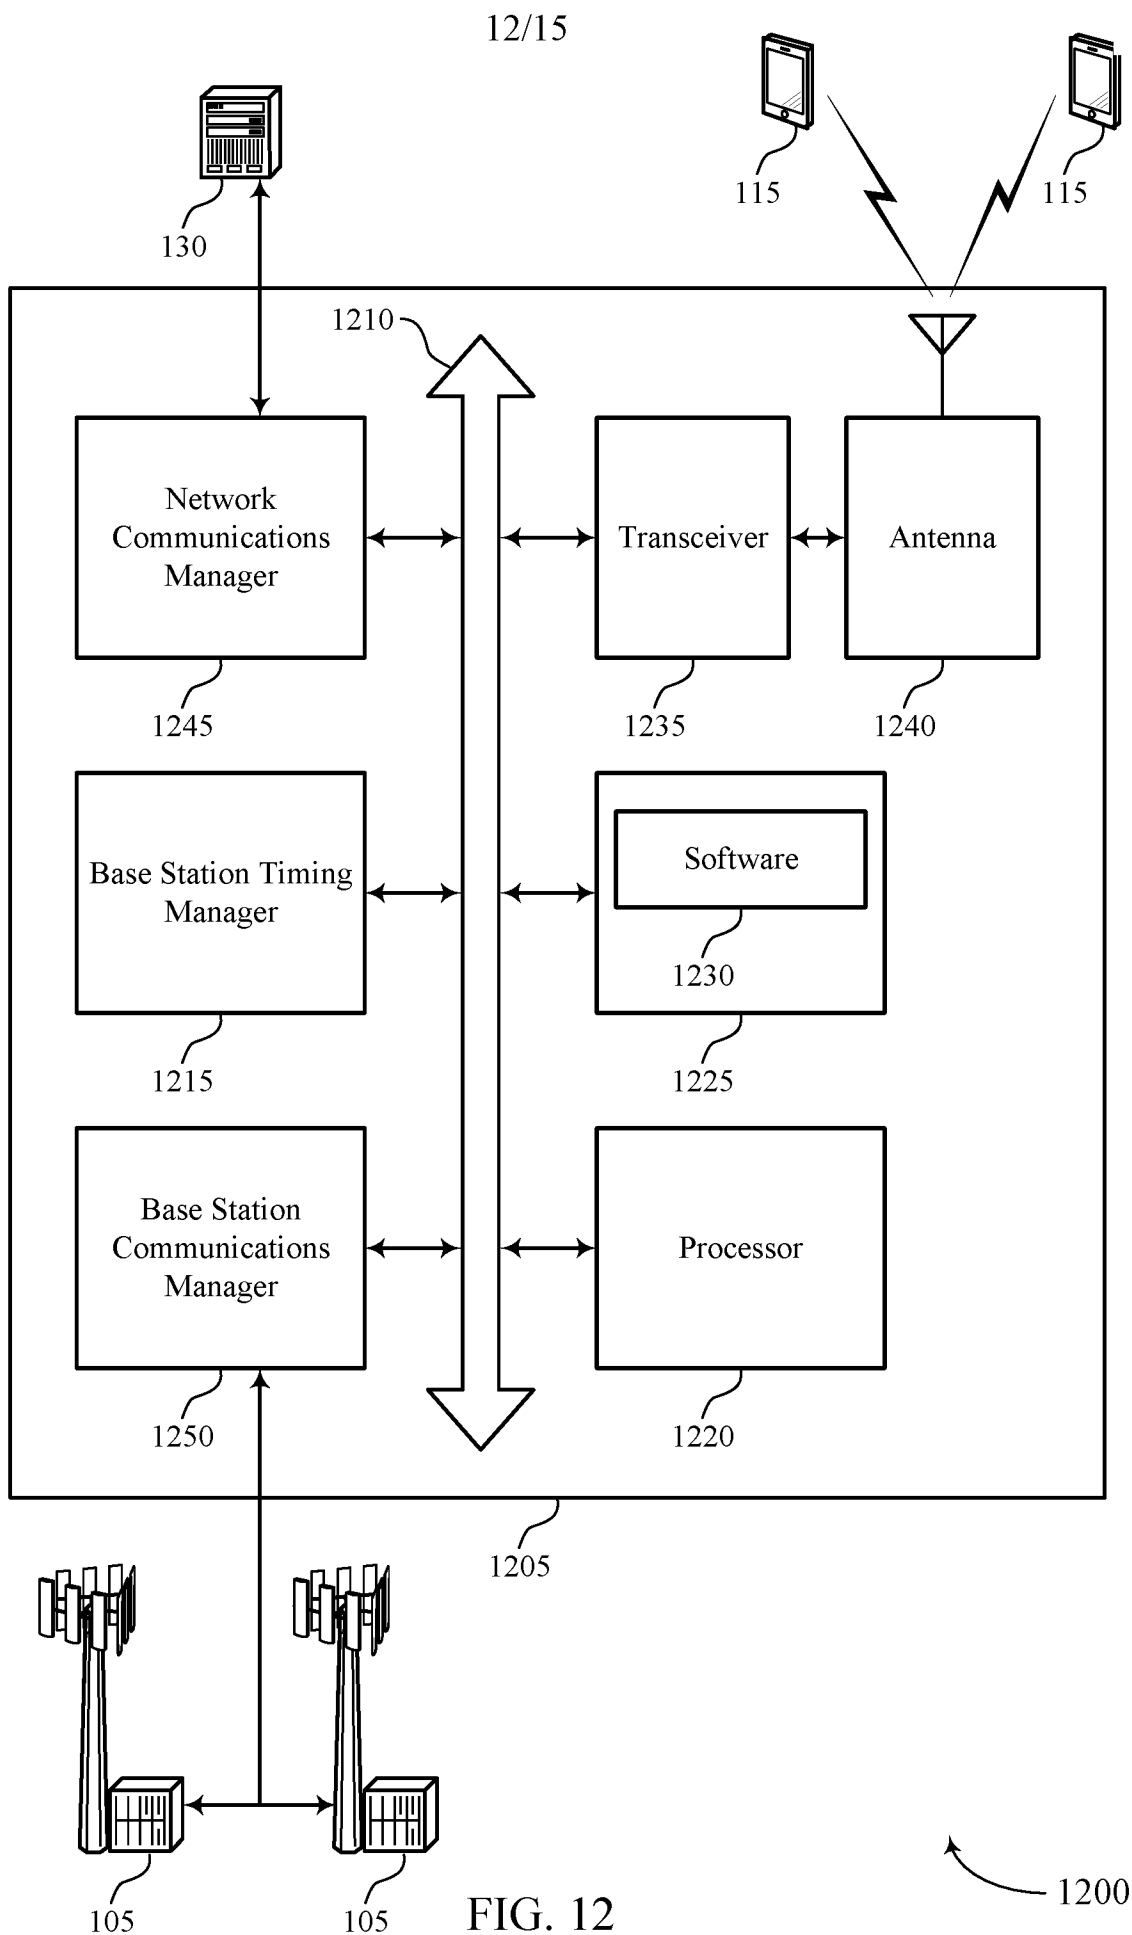 12/15
130
115
115
1210
Network
Communications
Manager
Transceiver
Antenna
1245
1235
1240
Base Station Timing
Manager
Software
1230
1215
1225
Base Station
Communications
Manager
Processor
1250
1220
1205
105
105
FIG. 12
1200